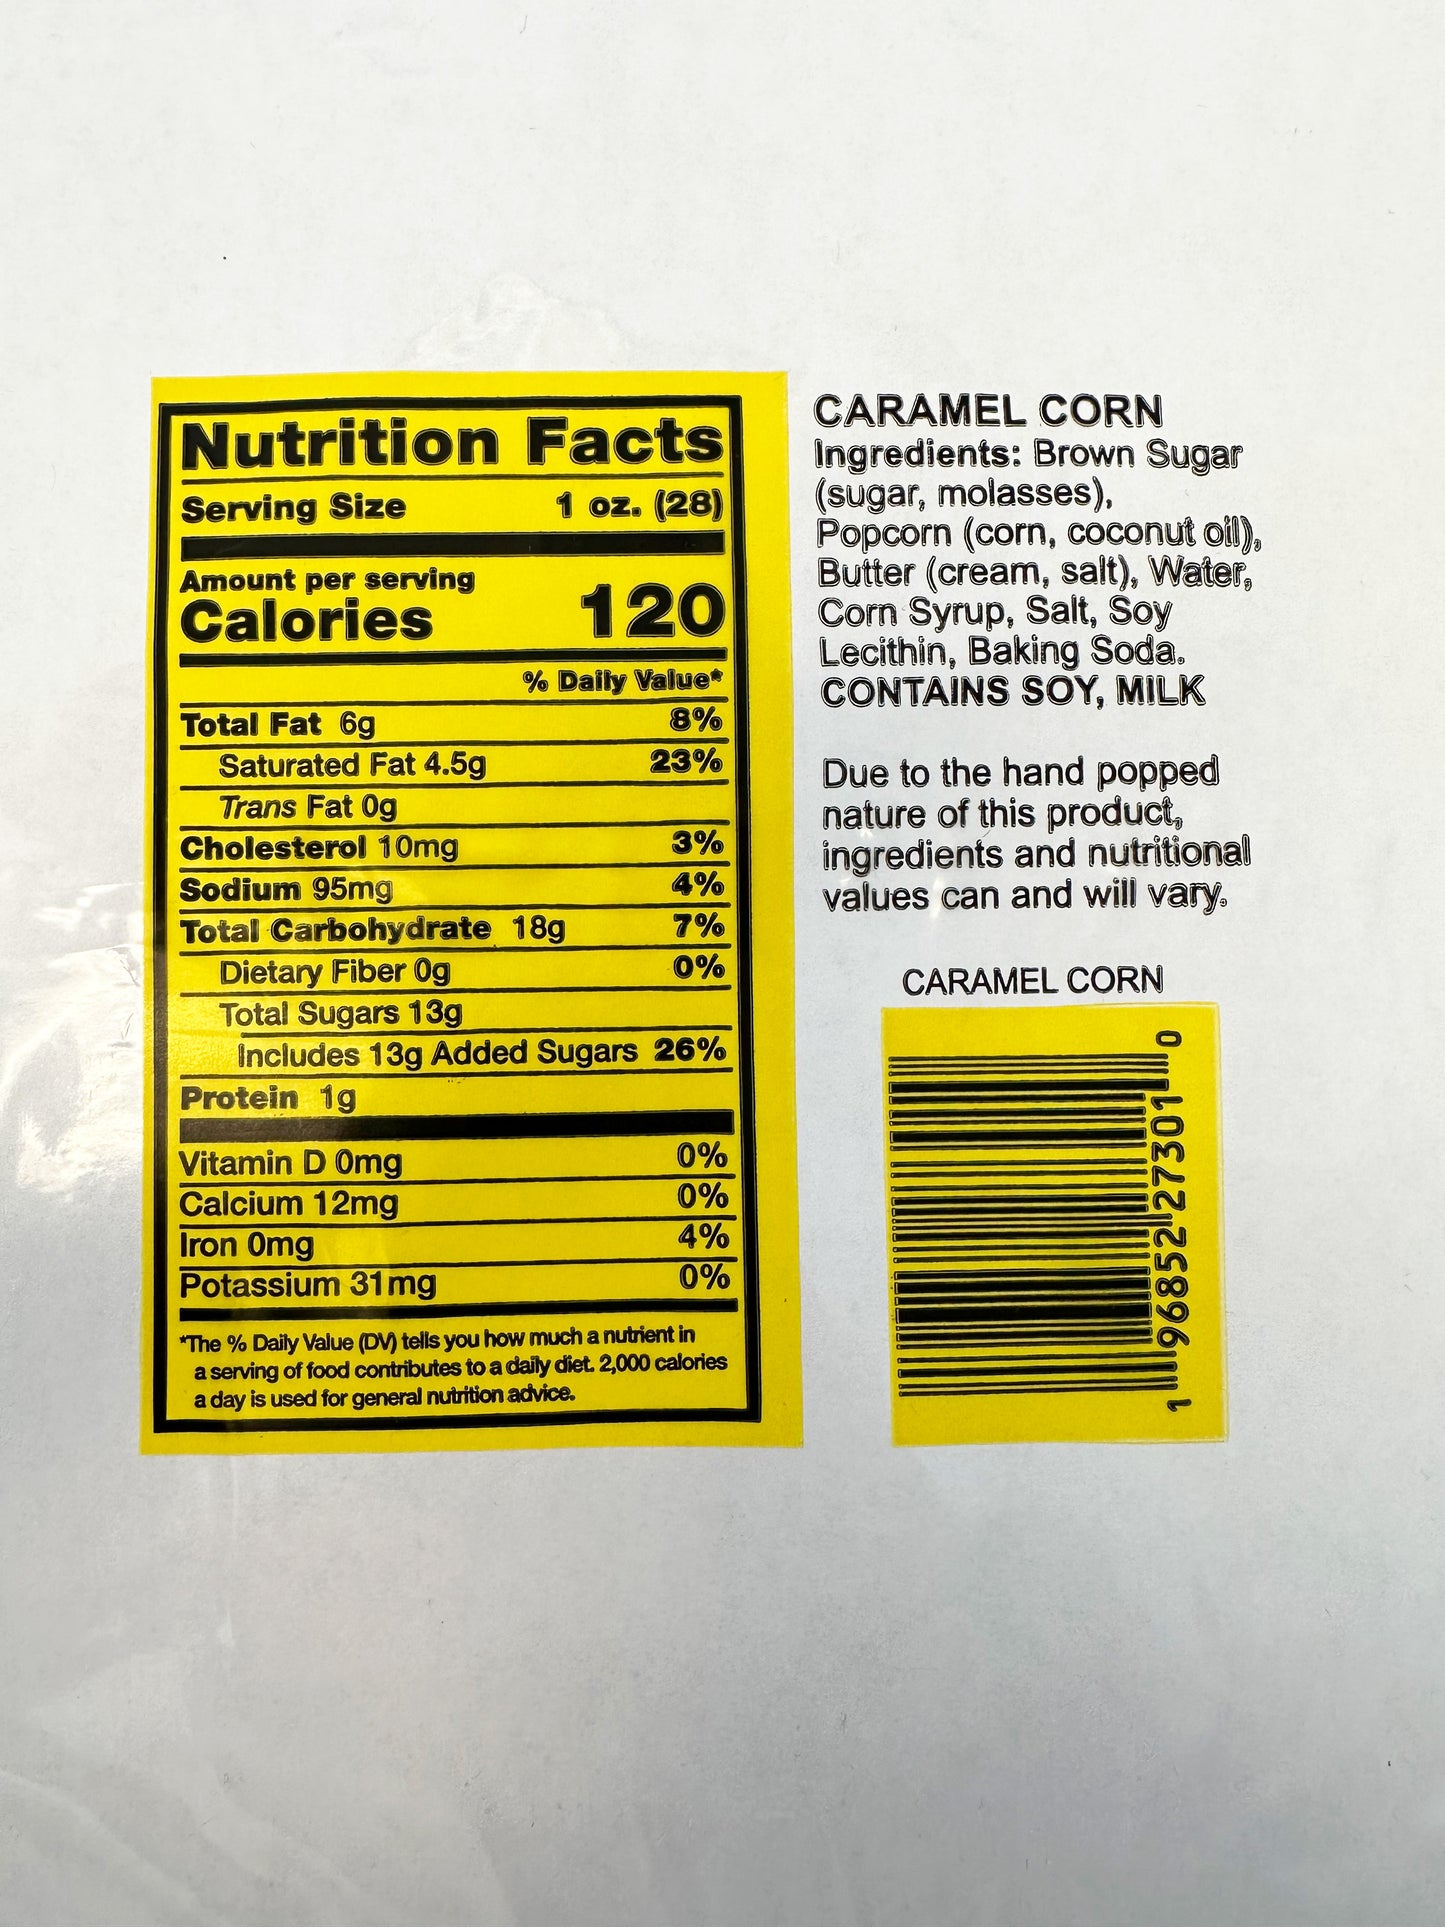 Nutrition Facts
Serving Size 1 oz. (28)
Amount per serving
Calories 120
% Daily Value*
Total Fat 6g 8%
Saturated Fat 4.5g 23%
Trans Fat 0g
Cholesterol 10mg 3%
Sodium 95mg 4%
Total Carbohydrate 18g 7%
Dietary Fiber 0g 0%
Total Sugars 13g
Includes 13g Added Sugars 26%
Protein 1g
Vitamin D 0mg 0%
Calcium 12mg 0%
Iron 0mg 4%
Potassium 31mg 0%
*The % Daily Value (DV) tells you how much a nutrient in
a serving of food contributes to a daily diet. 2,000 calories
a day is used for general nutrition advice.
CARAMEL CORN
Ingredients: Brown Sugar
(sugar, molasses),
Popcorn (corn, coconut oil),
Butter (cream, salt), Water,
Corn Syrup, Salt, Soy
Lecithin, Baking Soda.
CONTAINS SOY, MILK
Due to the hand popped
nature of this product,
ingredients and nutritional
values can and will vary.
CARAMEL CORN
1 96852 27301 0